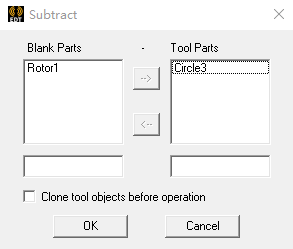 EDT Subtract
Blank Parts - Tool Parts
Rotor1 Circle3
-->
<--
Clone tool objects before operation
OK Cancel